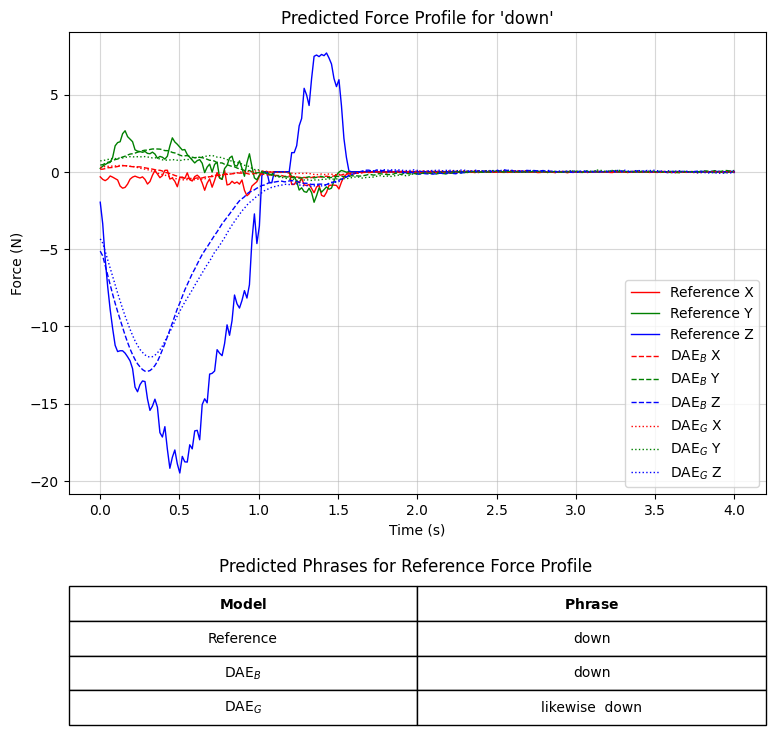 Predicted Force Profile for 'down'
Force (N)
5
0
−5
−10
−15
−20
0.0 0.5 1.0 1.5 2.0 2.5 3.0 3.5 4.0
Time (s)
Reference X
Reference Y
Reference Z
DAE_B X
DAE_B Y
DAE_B Z
DAE_G X
DAE_G Y
DAE_G Z
Predicted Phrases for Reference Force Profile
Model Phrase
Reference down
DAE_B down
DAE_G likewise  down